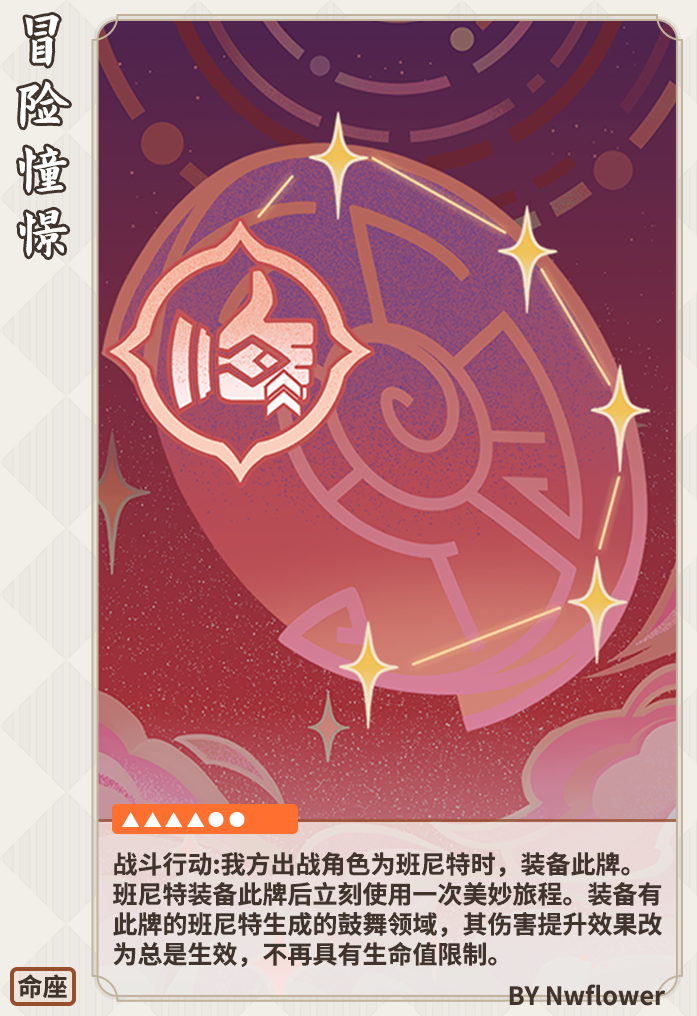 冒险憧憬
战斗行动:我方出战角色为班尼特时，装备此牌。
班尼特装备此牌后立刻使用一次美妙旅程。装备有
此牌的班尼特生成的鼓舞领域，其伤害提升效果改
为总是生效，不再具有生命值限制。
命座
BY Nwflower